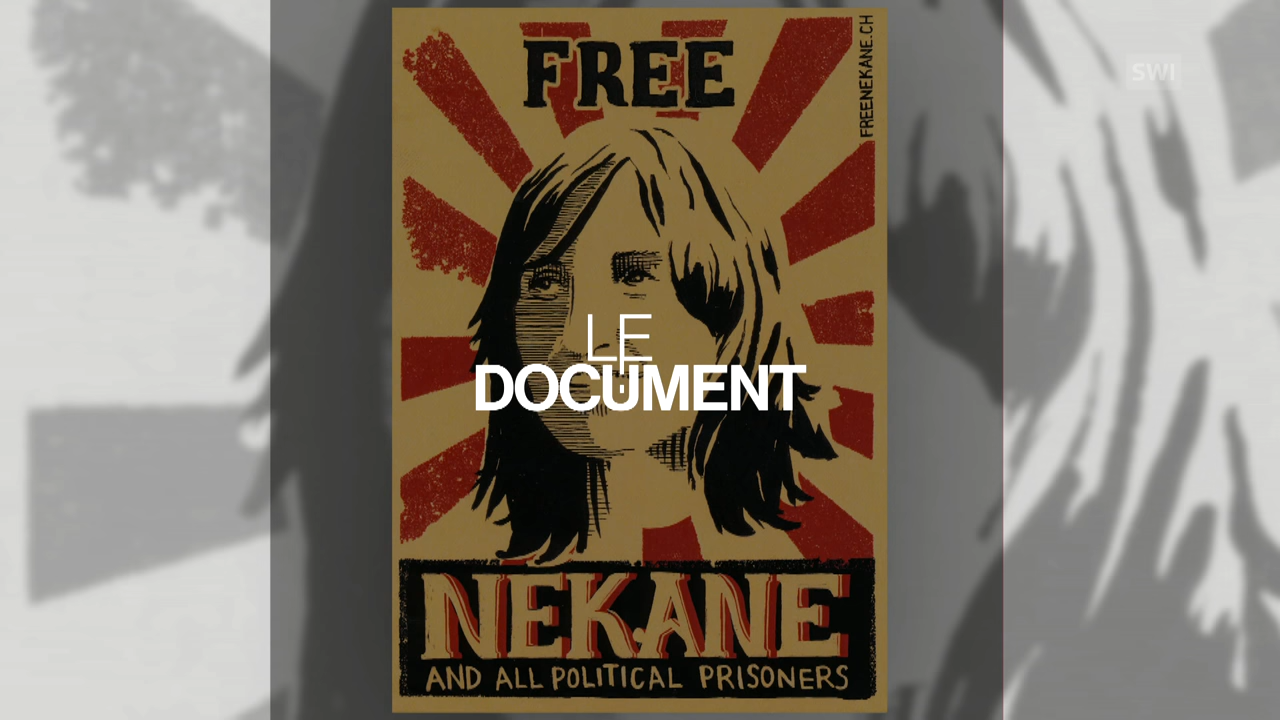 FREE
FREENEKANE.CH
SWI
LE
DOCUMENT
NEKANE
AND ALL POLITICAL PRISONERS